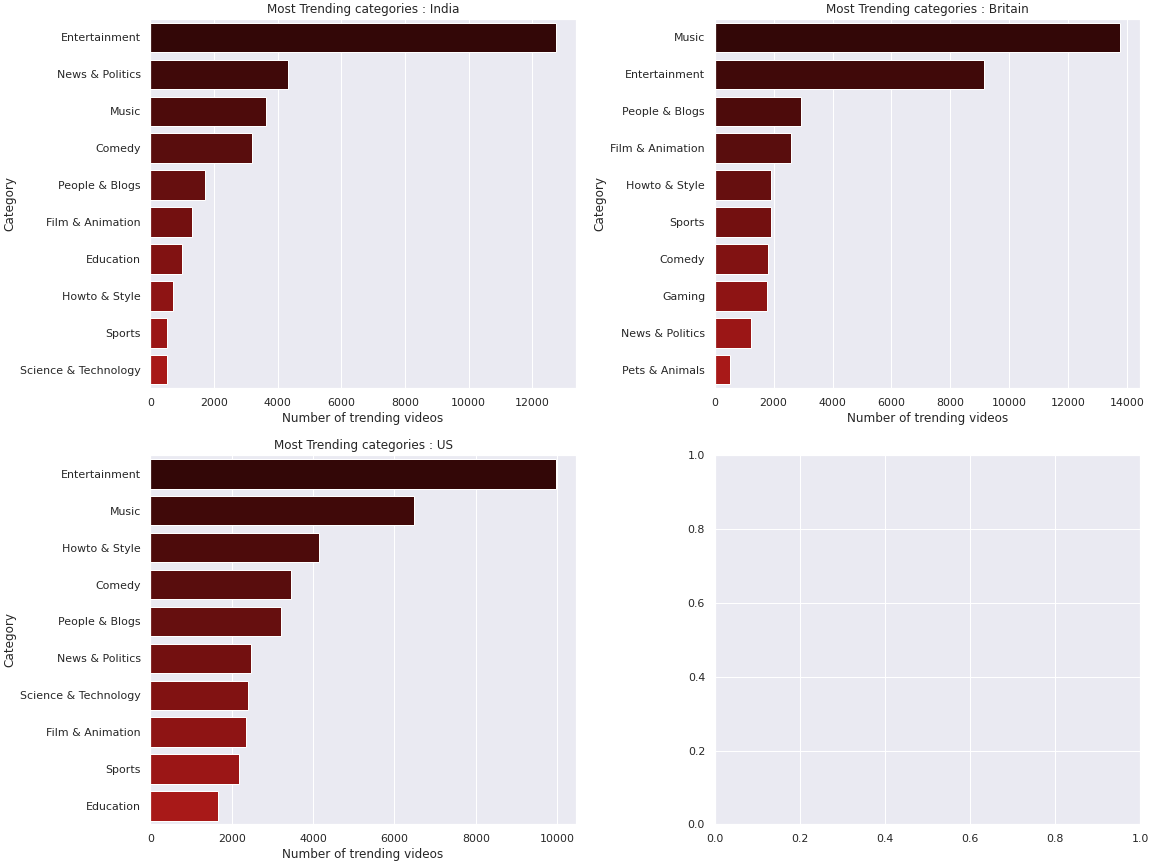 Most Trending categories : India
Entertainment
News & Politics
Music
Comedy
People & Blogs
Film & Animation
Education
Howto & Style
Sports
Science & Technology
Category
0 2000 4000 6000 8000 10000 12000
Number of trending videos
Most Trending categories : Britain
Music
Entertainment
People & Blogs
Film & Animation
Howto & Style
Sports
Comedy
Gaming
News & Politics
Pets & Animals
Category
0 2000 4000 6000 8000 10000 12000 14000
Number of trending videos
Most Trending categories : US
Entertainment
Music
Howto & Style
Comedy
People & Blogs
News & Politics
Science & Technology
Film & Animation
Sports
Education
Category
0 2000 4000 6000 8000 10000
Number of trending videos
1.0
0.8
0.6
0.4
0.2
0.0
0.0 0.2 0.4 0.6 0.8 1.0